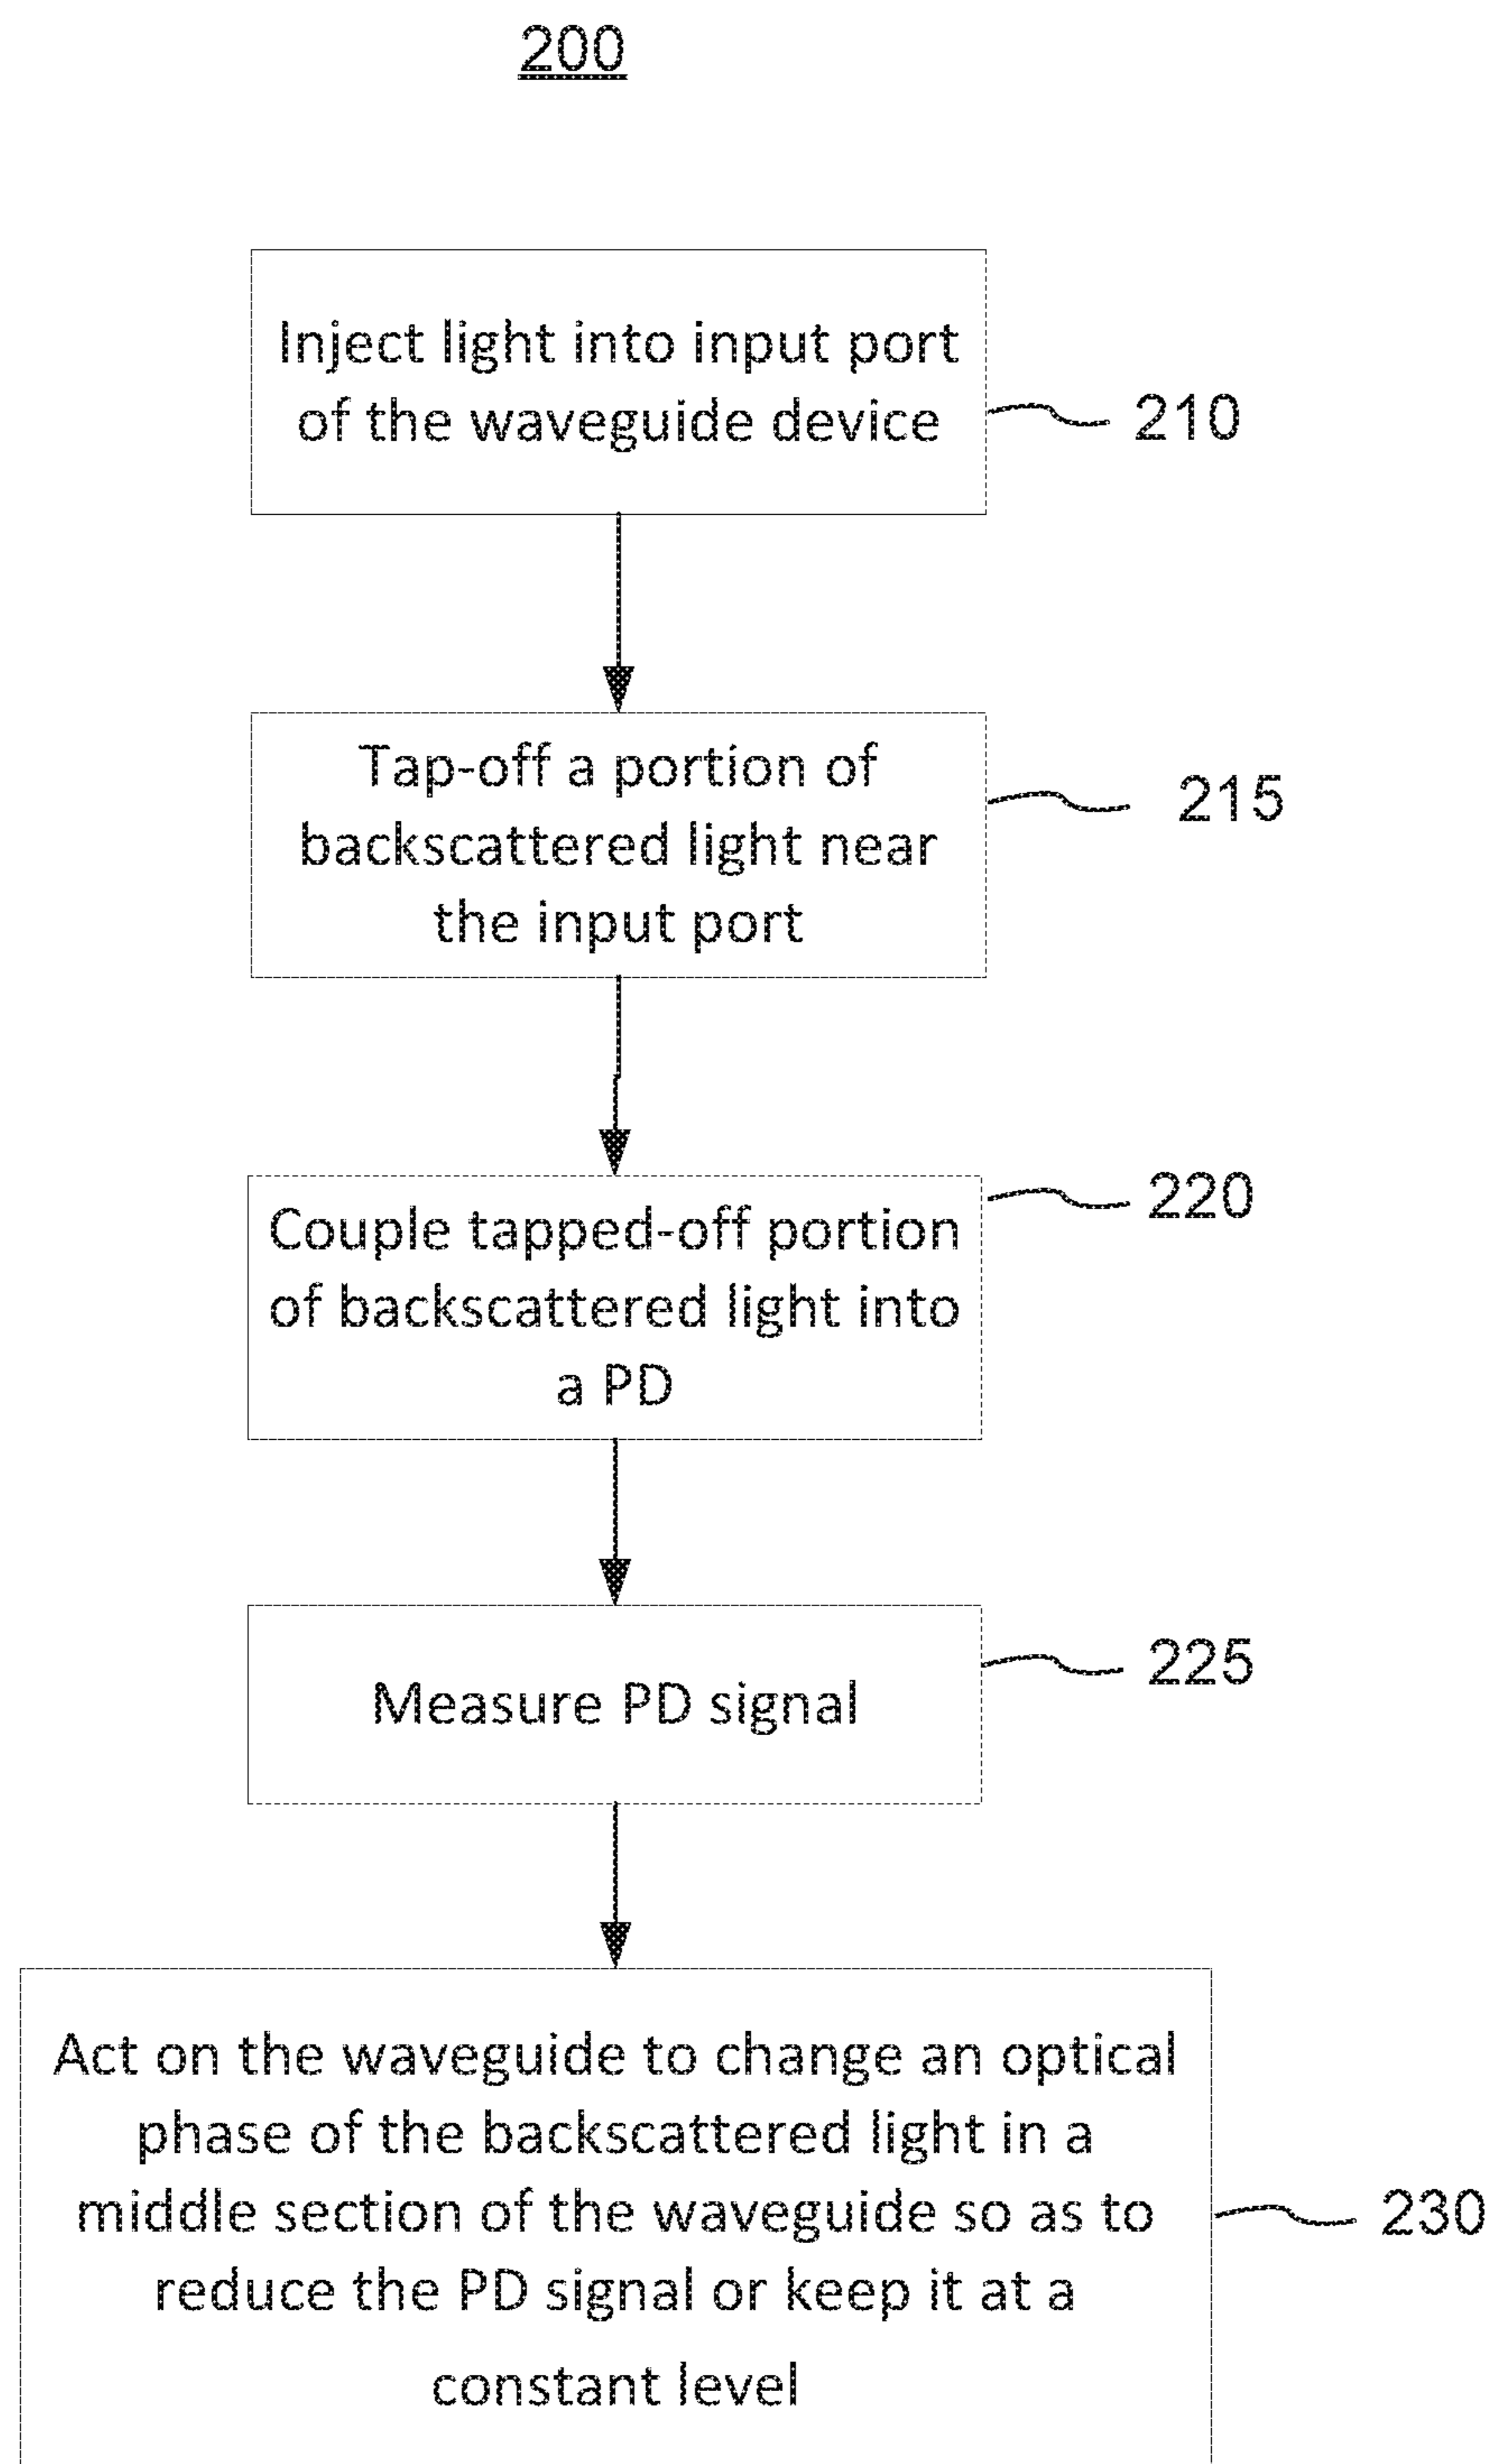 200
Inject light into input port
of the waveguide device
210
Tap-off a portion of
backscattered light near
the input port
215
Couple tapped-off portion
of backscattered light into
a PD
220
Measure PD signal
225
Act on the waveguide to change an optical
phase of the backscattered light in a
middle section of the waveguide so as to
reduce the PD signal or keep it at a
constant level
230